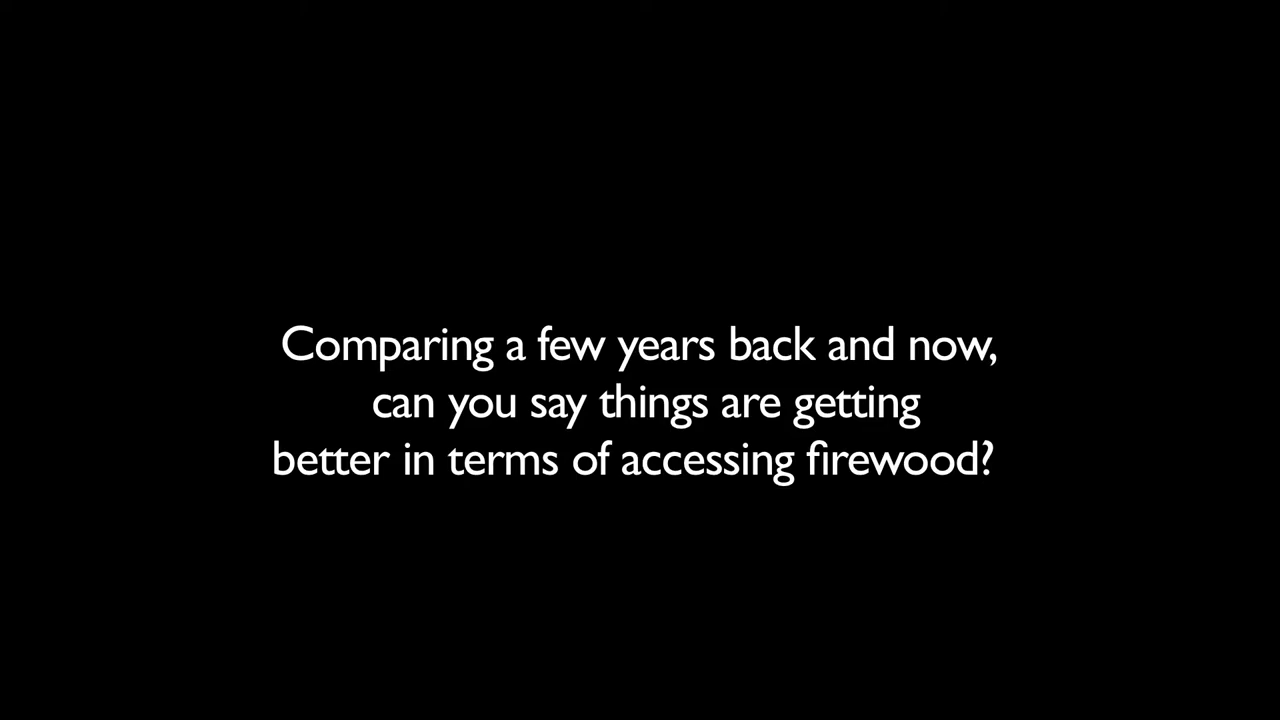 Comparing a few years back and now,
can you say things are getting
better in terms of accessing firewood?